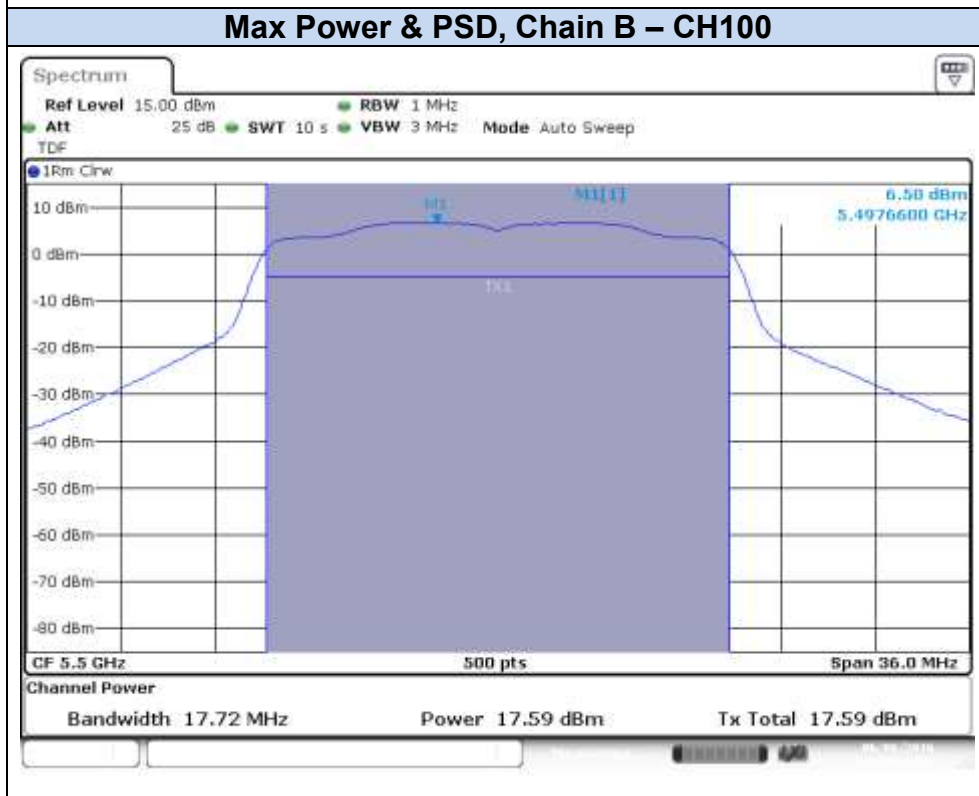 Max Power & PSD, Chain B – CH100
Spectrum
Ref Level 15.00 dBm RBW 1 MHz
Att 25 dB SWT 10 s VBW 3 MHz Mode Auto Sweep
TDF
1Rm Clrw
M1[1] 6.50 dBm
5.4976600 GHz
M1
10 dBm
0 dBm
TX1
-10 dBm
-20 dBm
-30 dBm
-40 dBm
-50 dBm
-60 dBm
-70 dBm
-80 dBm
CF 5.5 GHz 500 pts Span 36.0 MHz
Channel Power
Bandwidth 17.72 MHz Power 17.59 dBm Tx Total 17.59 dBm